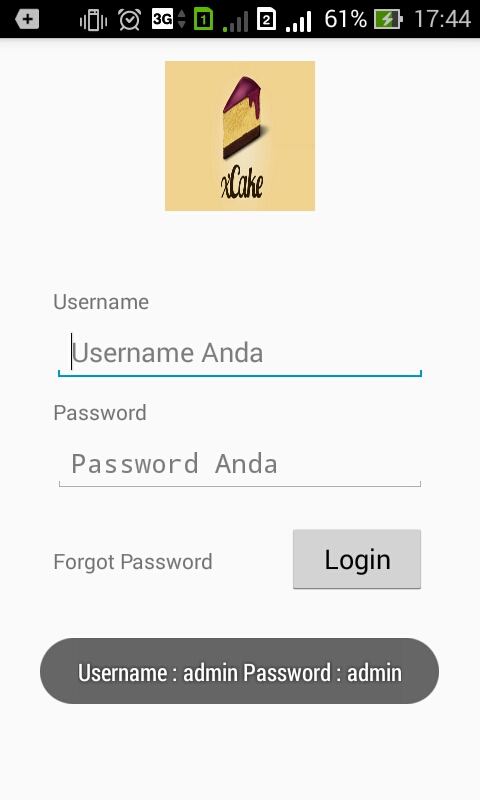 3G 1 2 61% 17:44
xCake
Username
Username Anda
Password
Password Anda
Forgot Password
Login
Username : admin Password : admin